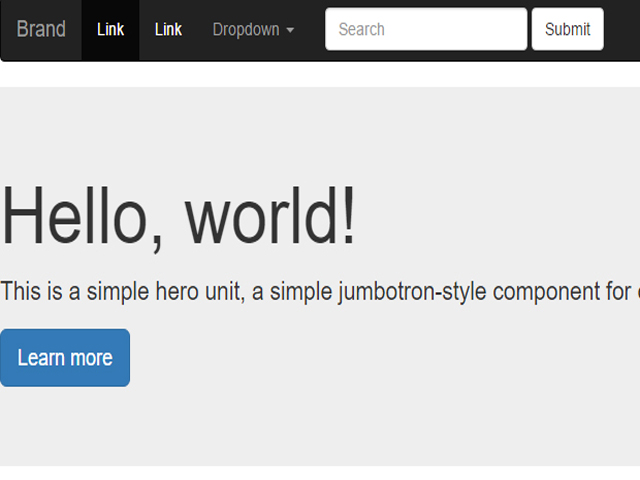 Brand Link Link Dropdown Search Submit
Hello, world!
This is a simple hero unit, a simple jumbotron-style component for
Learn more